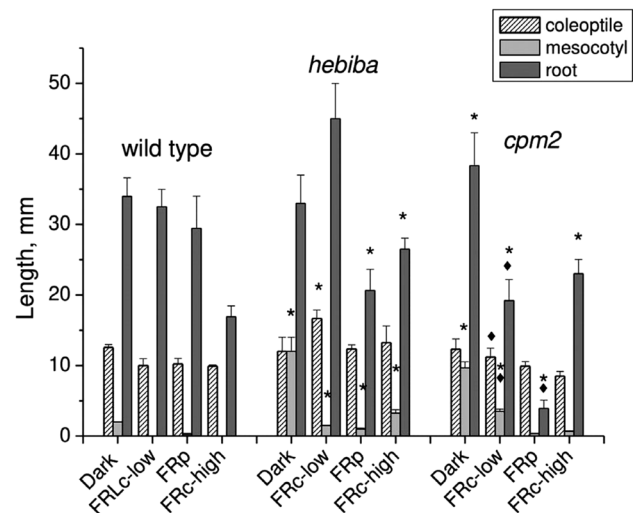 coleoptile
mesocotyl
root
hebiba
wild type
cpm2
Length, mm
50
40
30
20
10
0
* * * * * * *
* * * * * *
Dark
FRLc-low
FRp
FRc-high
Dark
FRc-low
FRp
FRc-high
Dark
FRc-low
FRp
FRc-high